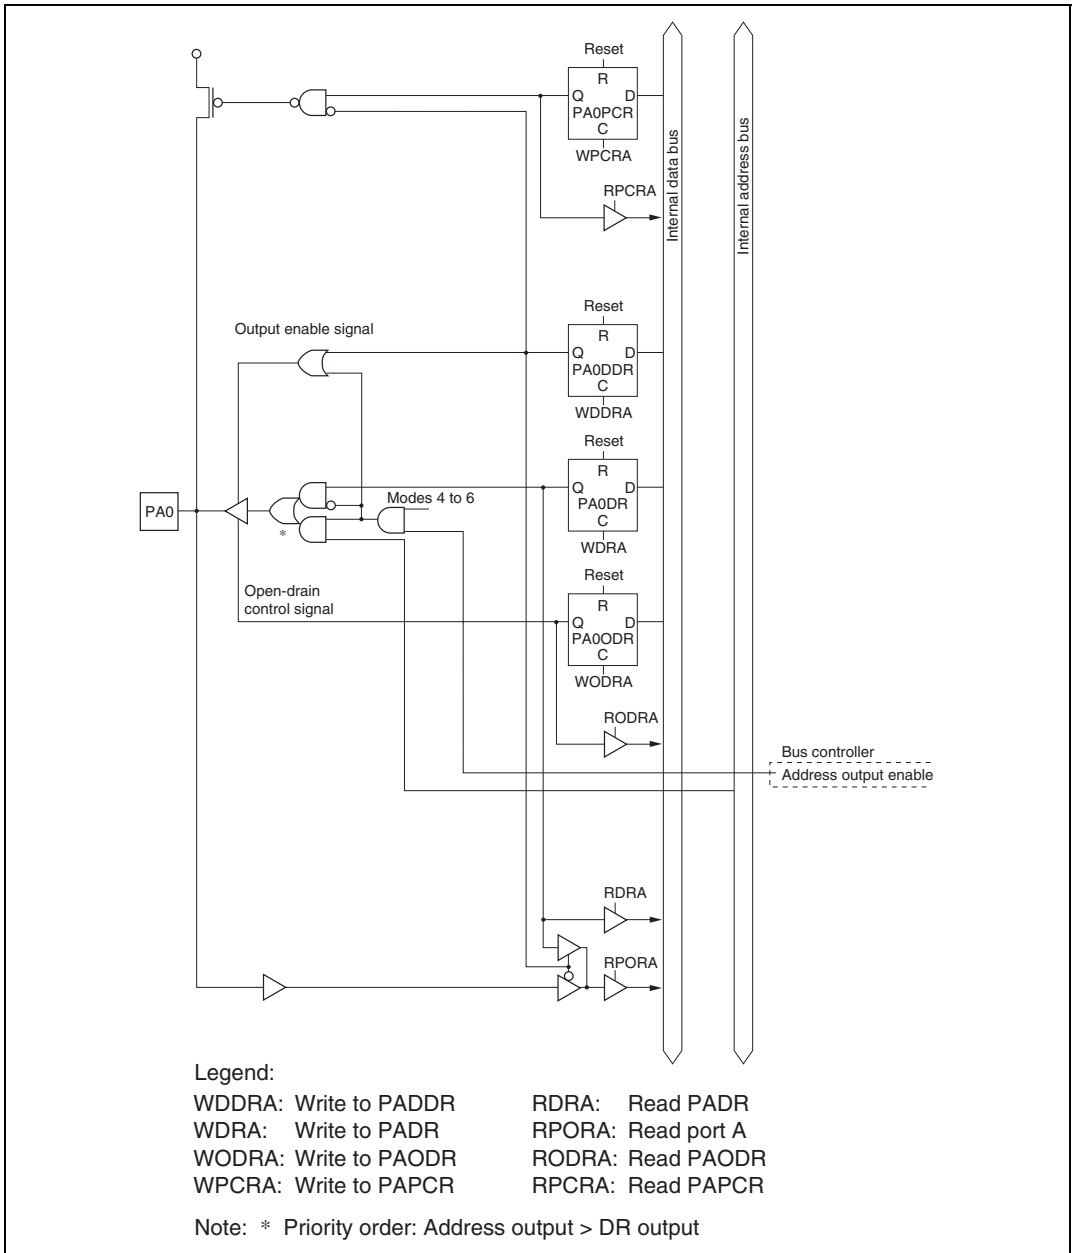 Reset
R
Q D
PA0PCR
C
WPCRA
RPCRA
Internal data bus
Internal address bus
Reset
R
Output enable signal
Q D
PA0DDR
C
WDDRA
Reset
R
Q D
Modes 4 to 6
PA0DR
PA0
C
*
WDRA
Reset
Open-drain
control signal
R
Q D
PA0ODR
C
WODRA
RODRA
Bus controller
Address output enable
RDRA
RPORA
Legend:
WDDRA: Write to PADDR RDRA: Read PADR
WDRA: Write to PADR RPORA: Read port A
WODRA: Write to PAODR RODRA: Read PAODR
WPCRA: Write to PAPCR RPCRA: Read PAPCR
Note: * Priority order: Address output > DR output